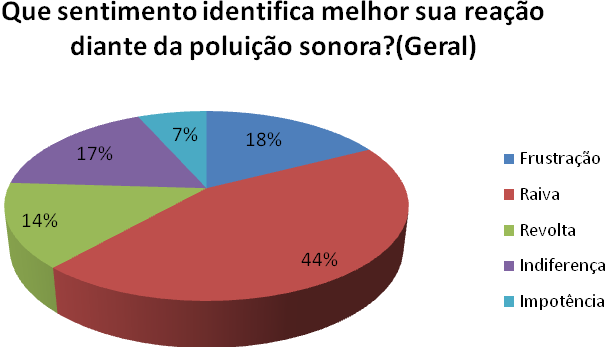 Que sentimento identifica melhor sua reação
diante da poluição sonora?(Geral)
7%
18%
17%
14%
44%
Frustração
Raiva
Revolta
Indiferença
Impotência